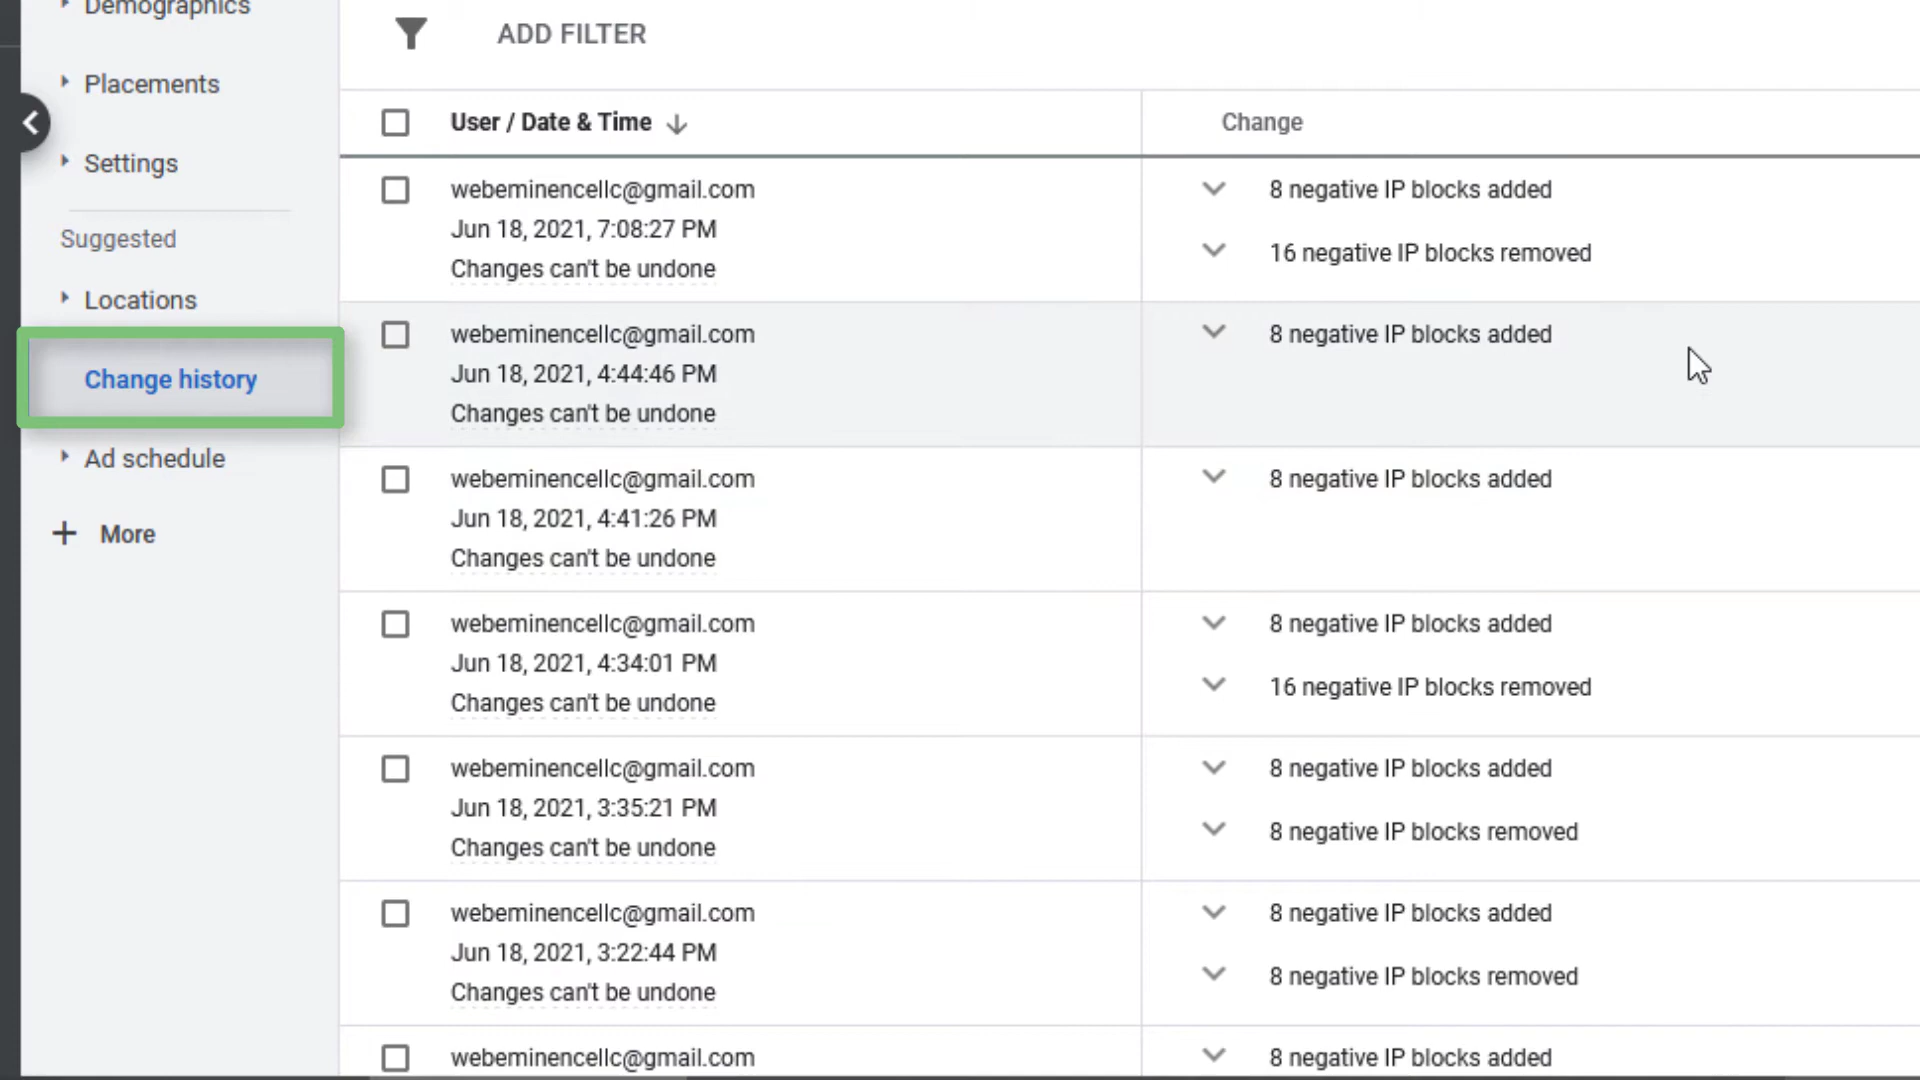 Demographics
Placements
Settings
Suggested
Locations
Change history
Ad schedule
More
ADD FILTER
User / Date & Time
Change
webeminencellc@gmail.com
Jun 18, 2021, 7:08:27 PM
Changes can't be undone
8 negative IP blocks added
16 negative IP blocks removed
webeminencellc@gmail.com
Jun 18, 2021, 4:44:46 PM
Changes can't be undone
8 negative IP blocks added
webeminencellc@gmail.com
Jun 18, 2021, 4:41:26 PM
Changes can't be undone
8 negative IP blocks added
webeminencellc@gmail.com
Jun 18, 2021, 4:34:01 PM
Changes can't be undone
8 negative IP blocks added
16 negative IP blocks removed
webeminencellc@gmail.com
Jun 18, 2021, 3:35:21 PM
Changes can't be undone
8 negative IP blocks added
8 negative IP blocks removed
webeminencellc@gmail.com
Jun 18, 2021, 3:22:44 PM
Changes can't be undone
8 negative IP blocks added
8 negative IP blocks removed
webeminencellc@gmail.com
8 negative IP blocks added